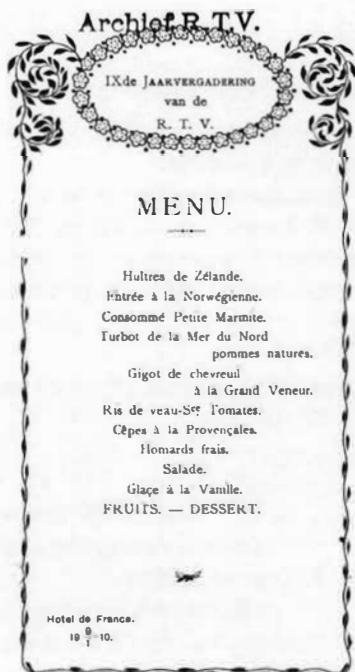 Archief R.T.V.
IXde JAARVERGADERING
van de
R. T. V.
MENU.
Huîtres de Zélande.
Entrée à la Norwégienne.
Consommé Petite Marmite.
Turbot de la Mer du Nord
pommes natures.
Gigot de chevreuil
à la Grand Veneur.
Ris de veau-Sce Tomates.
Cêpes à la Provençales.
Homards frais.
Salade.
Glaçe à la Vanille.
FRUITS. — DESSERT.
Hotel de France.
19 9/1 10.